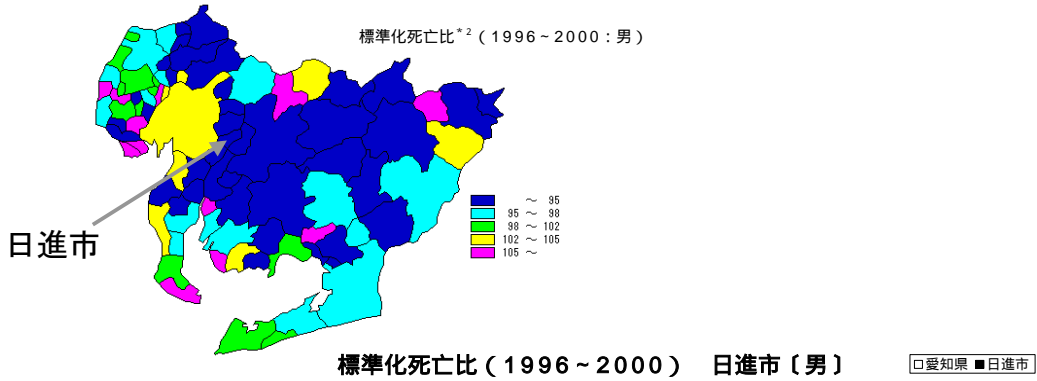 標準化死亡比*²(1996~2000:男)
日進市
~ 95
95 ~ 98
98 ~ 102
102 ~ 105
105 ~
標準化死亡比(1996~2000) 日進市〔男〕
□愛知県 ■日進市